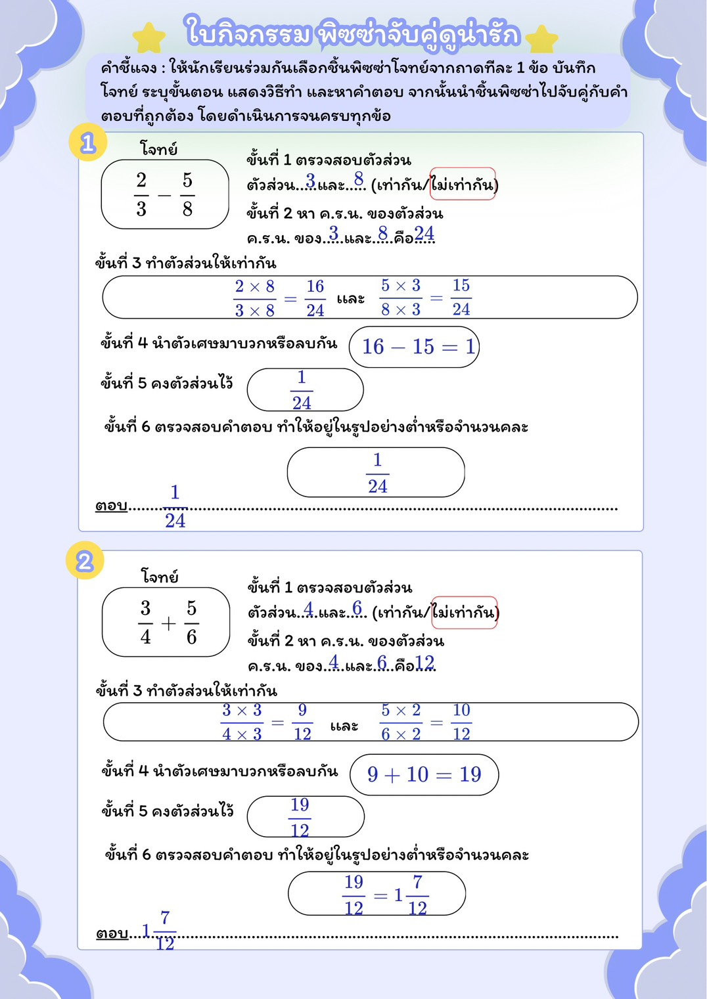 ใบกิจกรรม พิซซ่าจับคู่ดูน่ารัก
คำชี้แจง : ให้นักเรียนร่วมกันเลือกชิ้นพิซซ่าโจทย์จากถาดทีละ 1 ข้อ บันทึก
โจทย์ ระบุขั้นตอน แสดงวิธีทำ และหาคำตอบ จากนั้นนำชิ้นพิซซ่าไปจับคู่กับคำ
ตอบที่ถูกต้อง โดยดำเนินการจนครบทุกข้อ
1
โจทย์
2/3 − 5/8
ขั้นที่ 1 ตรวจสอบตัวส่วน
ตัวส่วน.....3และ.....8 (เท่ากัน/ไม่เท่ากัน)
ขั้นที่ 2 หา ค.ร.น. ของตัวส่วน
ค.ร.น. ของ.....3และ.....8คือ.....24
ขั้นที่ 3 ทำตัวส่วนให้เท่ากัน
(2 × 8)/(3 × 8) = 16/24 และ (5 × 3)/(8 × 3) = 15/24
ขั้นที่ 4 นำตัวเศษมาบวกหรือลบกัน 16 − 15 = 1
ขั้นที่ 5 คงตัวส่วนไว้ 1/24
ขั้นที่ 6 ตรวจสอบคำตอบ ทำให้อยู่ในรูปอย่างต่ำหรือจำนวนคละ
1/24
ตอบ........1/24........
2
โจทย์
3/4 + 5/6
ขั้นที่ 1 ตรวจสอบตัวส่วน
ตัวส่วน.....4และ.....6 (เท่ากัน/ไม่เท่ากัน)
ขั้นที่ 2 หา ค.ร.น. ของตัวส่วน
ค.ร.น. ของ.....4และ.....6คือ.....12
ขั้นที่ 3 ทำตัวส่วนให้เท่ากัน
(3 × 3)/(4 × 3) = 9/12 และ (5 × 2)/(6 × 2) = 10/12
ขั้นที่ 4 นำตัวเศษมาบวกหรือลบกัน 9 + 10 = 19
ขั้นที่ 5 คงตัวส่วนไว้ 19/12
ขั้นที่ 6 ตรวจสอบคำตอบ ทำให้อยู่ในรูปอย่างต่ำหรือจำนวนคละ
19/12 = 1 7/12
ตอบ...1 7/12........